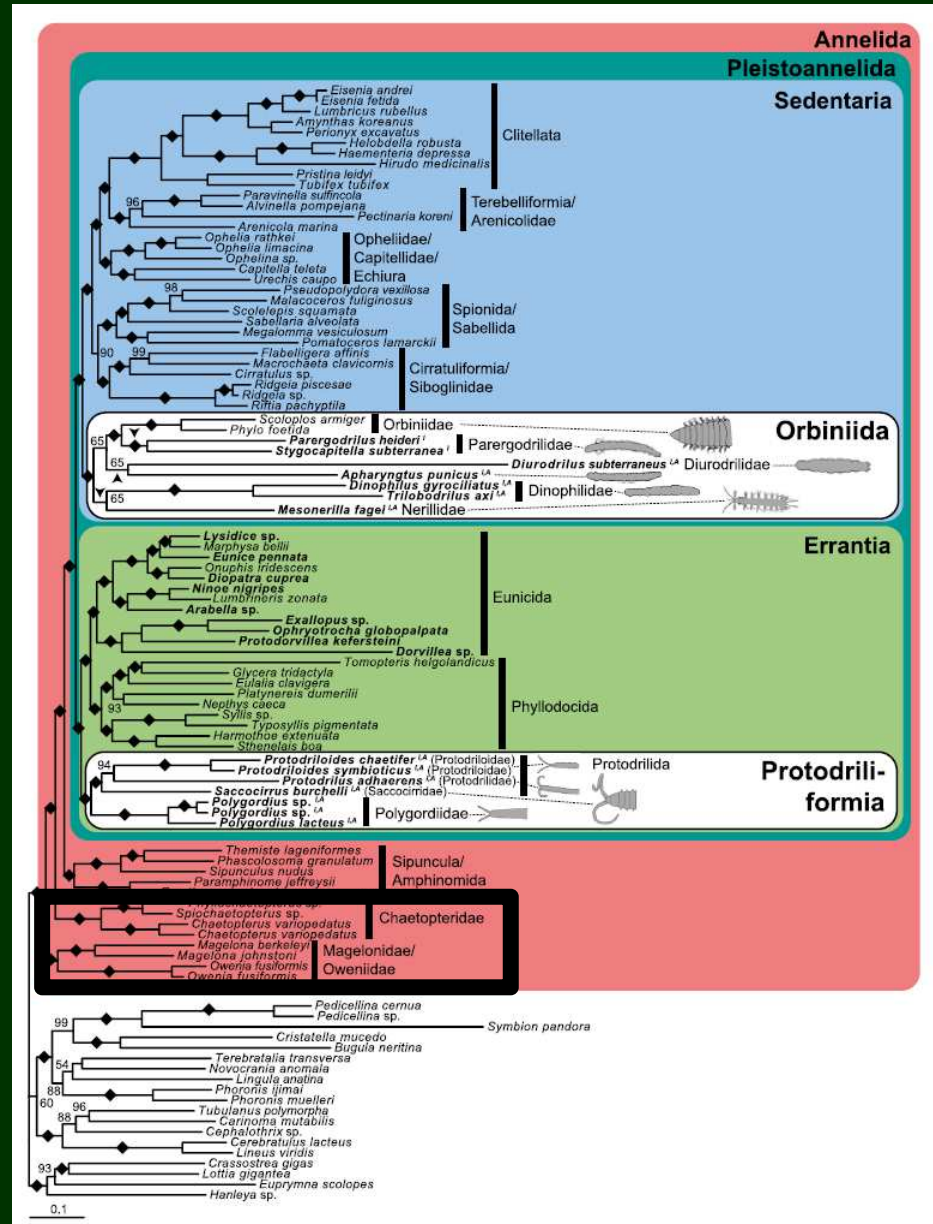 Annelida
Pleistoannelida
Sedentaria
Eisenia andrei
Eisenia fetida
Lumbricus rubellus
Amynthas koreanus
Perionyx excavatus
Helobdella robusta
Haementeria depressa
Hirudo medicinalis
Pristina leidyi
Tubifex tubifex
Clitellata
Paravinella sulfincola
96
Alvinella pompejana
Pectinaria koreni
Arenicola marina
Terebelliformia/
Arenicolidae
Ophelia rathkei
Ophelia limacina
Ophelina sp.
Capitella teleta
Urechis caupo
Opheliidae/
Capitellidae/
Echiura
98
Pseudopolydora vexillosa
Malacoceros fuliginosus
Scolelepis squamata
Sabellaria alveolata
Megalomma vesiculosum
Pomatoceros lamarckii
Spionida/
Sabellida
90
99
Flabelligera affinis
Macrochaeta clavicornis
Cirratulus sp.
Ridgeia piscesae
Ridgeia sp.
Riftia pachyptila
Cirratuliformia/
Siboglinidae
Orbiniida
Scoloplos armiger
Phylo foetida
Orbiniidae
65
Parergodrilus heideri I
Stygocapitella subterranea I
Parergodrilidae
65
Diurodrilus subterraneus I,A
Diurodrilidae
Apharyngtus punicus I,A
Dinophilus gyrociliatus I,A
Trilobodrilus axi I,A
Dinophilidae
65
Mesonerilla fagei I,A
Nerillidae
Errantia
Lysidice sp.
Marphysa bellii
Eunice pennata
Onuphis iridescens
Diopatra cuprea
Ninoe nigripes
Lumbrineris zonata
Arabella sp.
Exallopus sp.
Ophryotrocha globopalpata
Protodorvillea kefersteini
Dorvillea sp.
Eunicida
Tomopteris helgolandicus
Glycera tridactyla
Eulalia clavigera
Platynereis dumerilii
93
Nepthys caeca
Syllis sp.
Typosyllis pigmentata
Harmothoe extenuata
Sthenelais boa
Phyllodocida
Protodrili-
formia
94
Protodriloides chaetifer I,A (Protodriloidae)
Protodriloides symbioticus I,A (Protodriloidae)
Protodrilus adhaerens I,A (Protodrilidae)
Saccocirrus burchelli I,A (Saccocirridae)
Protodrilida
Polygordius sp. I,A
Polygordius sp. I,A
Polygordius lacteus I,A
Polygordiidae
Themiste lageniformes
Phascolosoma granulatum
Sipunculus nudus
Paramphinome jeffreysii
Sipuncula/
Amphinomida
Spiochaetopterus sp.
Chaetopterus variopedatus
Chaetopterus variopedatus
Chaetopteridae
Magelona berkeleyi
Magelona johnstoni
Owenia fusiformis
Owenia fusiformis
Magelonidae/
Oweniidae
Pedicellina cernua
Pedicellina sp.
99
Symbion pandora
Cristatella mucedo
Bugula neritina
Terebratalia transversa
54
Novocrania anomala
Lingula anatina
88
Phoronis ijimai
Phoronis muelleri
60
96
Tubulanus polymorpha
88
Carinoma mutabilis
Cephalothrix sp.
Cerebratulus lacteus
Lineus viridis
93
Crassostrea gigas
Lottia gigantea
Euprymna scolopes
Hanleya sp.
0.1